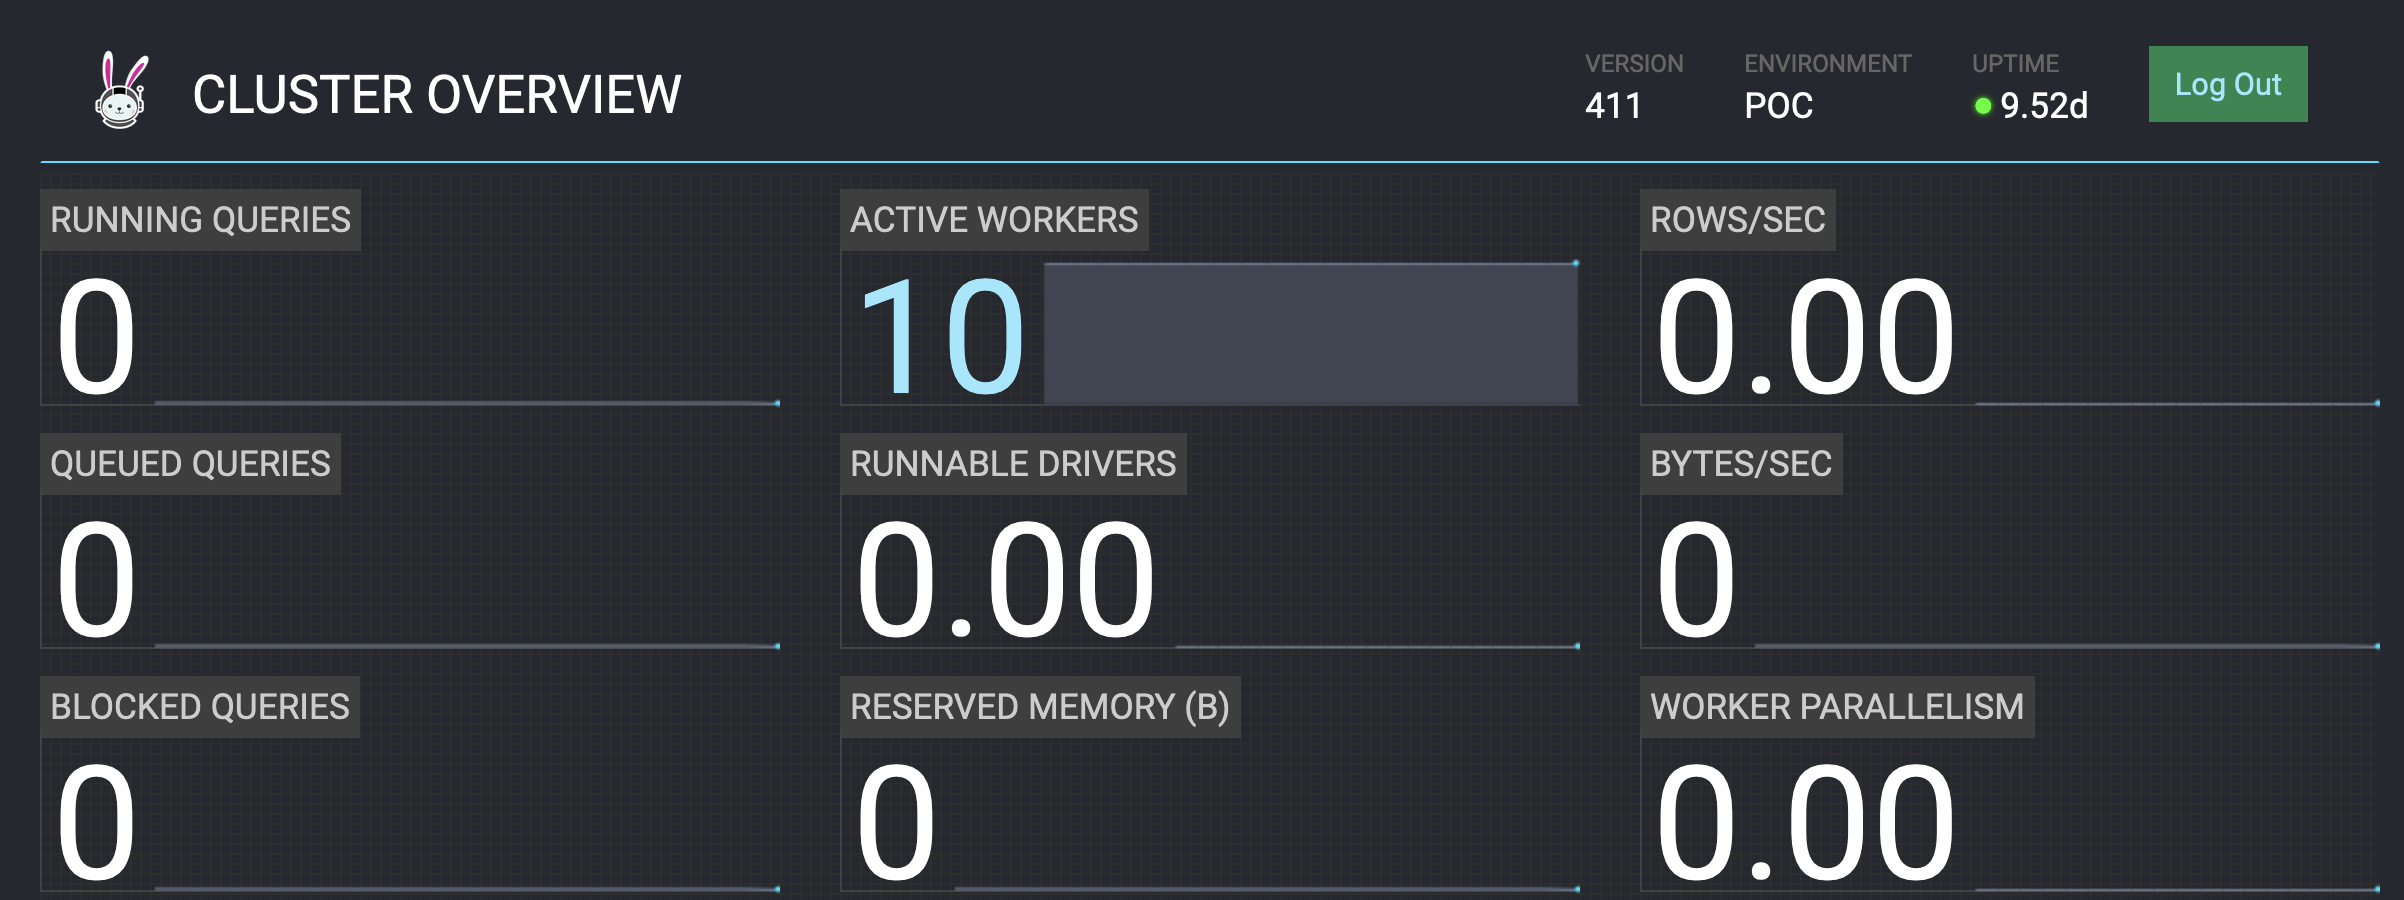 CLUSTER OVERVIEW
VERSION
411
ENVIRONMENT
POC
UPTIME
9.52d
Log Out
RUNNING QUERIES
0
ACTIVE WORKERS
10
ROWS/SEC
0.00
QUEUED QUERIES
0
RUNNABLE DRIVERS
0.00
BYTES/SEC
0
BLOCKED QUERIES
0
RESERVED MEMORY (B)
0
WORKER PARALLELISM
0.00